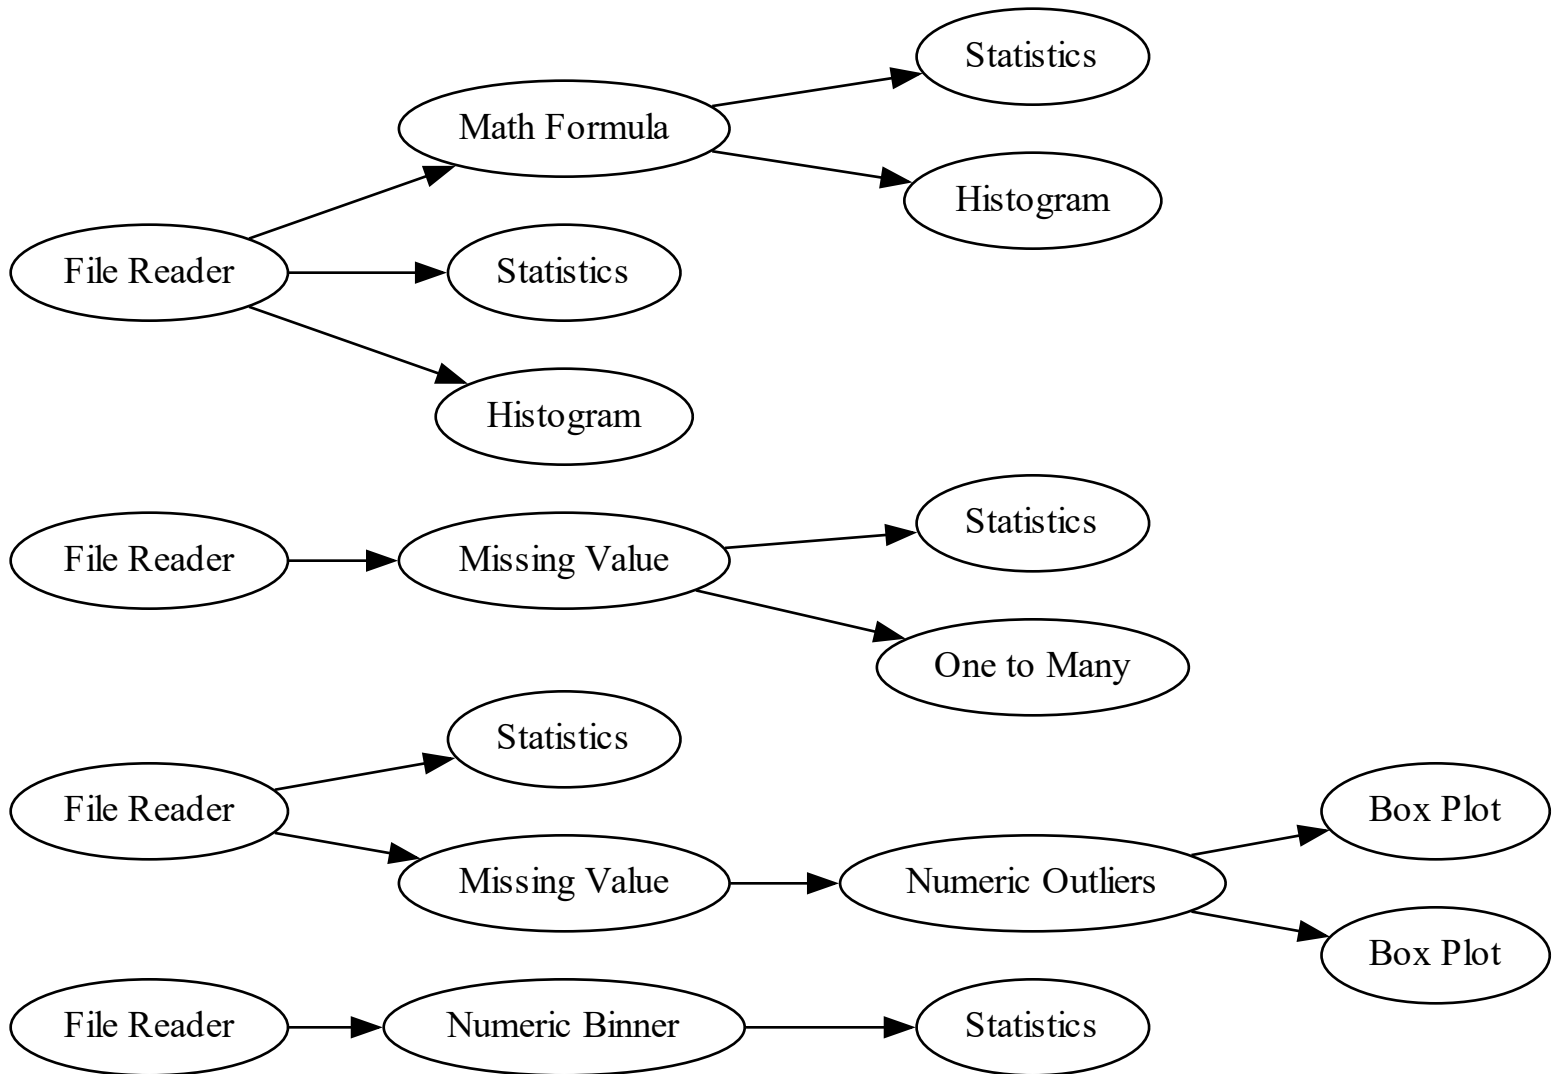 Statistics
Math Formula
Histogram
File Reader
Statistics
Histogram
Statistics
File Reader
Missing Value
One to Many
Statistics
File Reader
Box Plot
Missing Value
Numeric Outliers
Box Plot
File Reader
Numeric Binner
Statistics